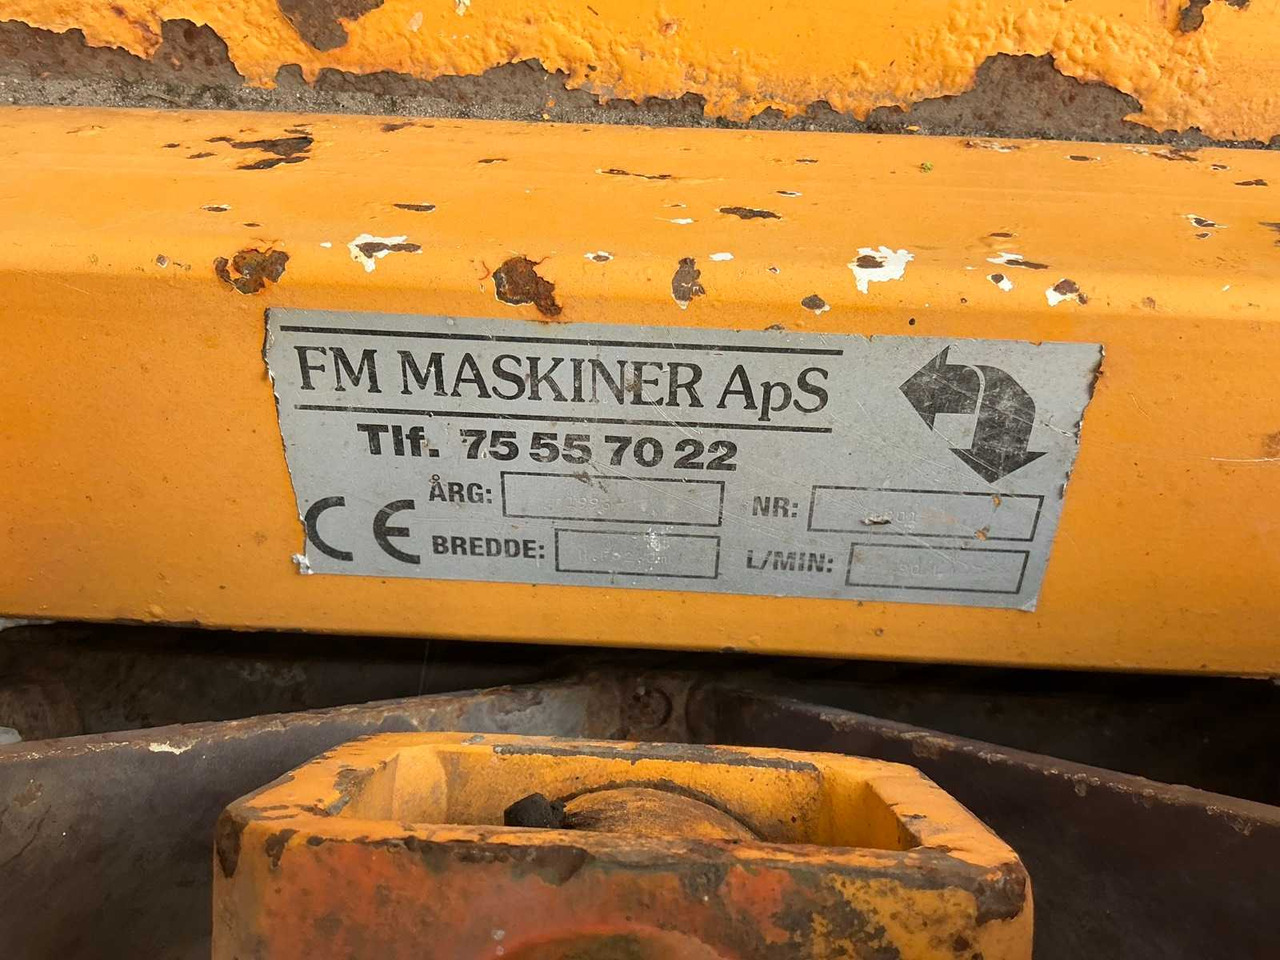 FM MASKINER ApS
Tlf. 75 55 70 22
ÅRG:
NR:
CE
BREDDE:
L/MIN: